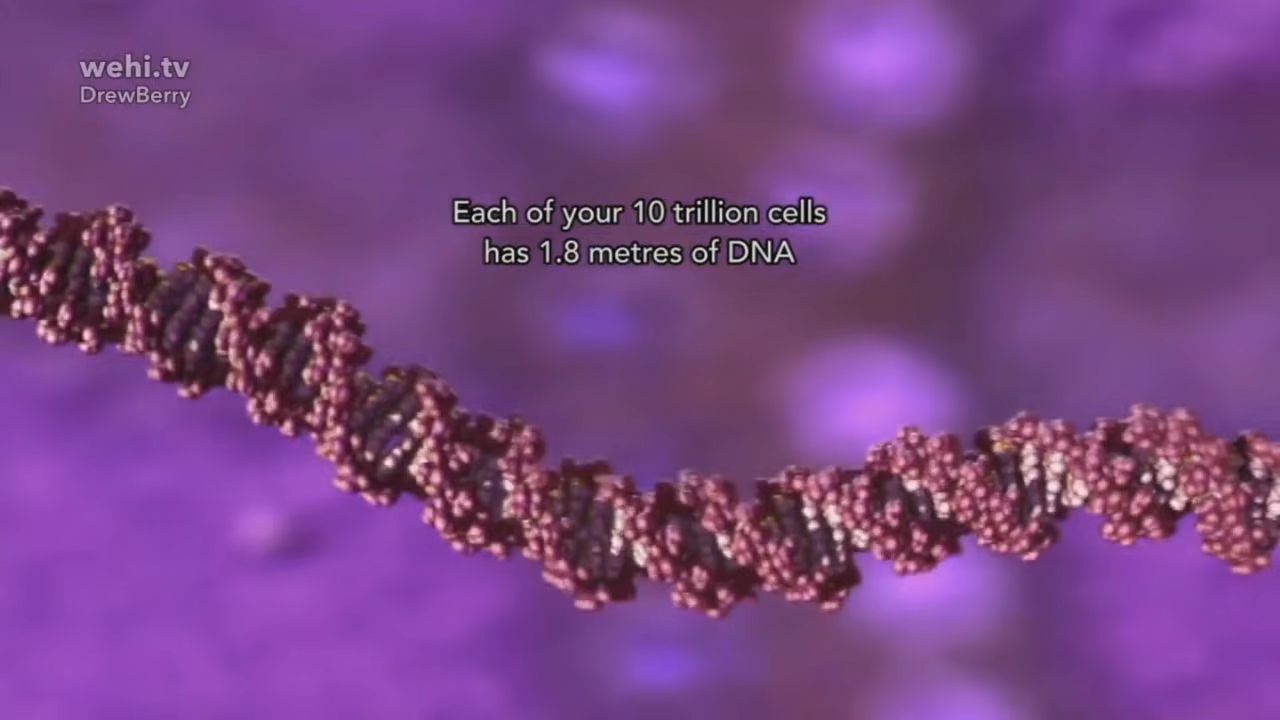 wehi.tv
DrewBerry
Each of your 10 trillion cells
has 1.8 metres of DNA